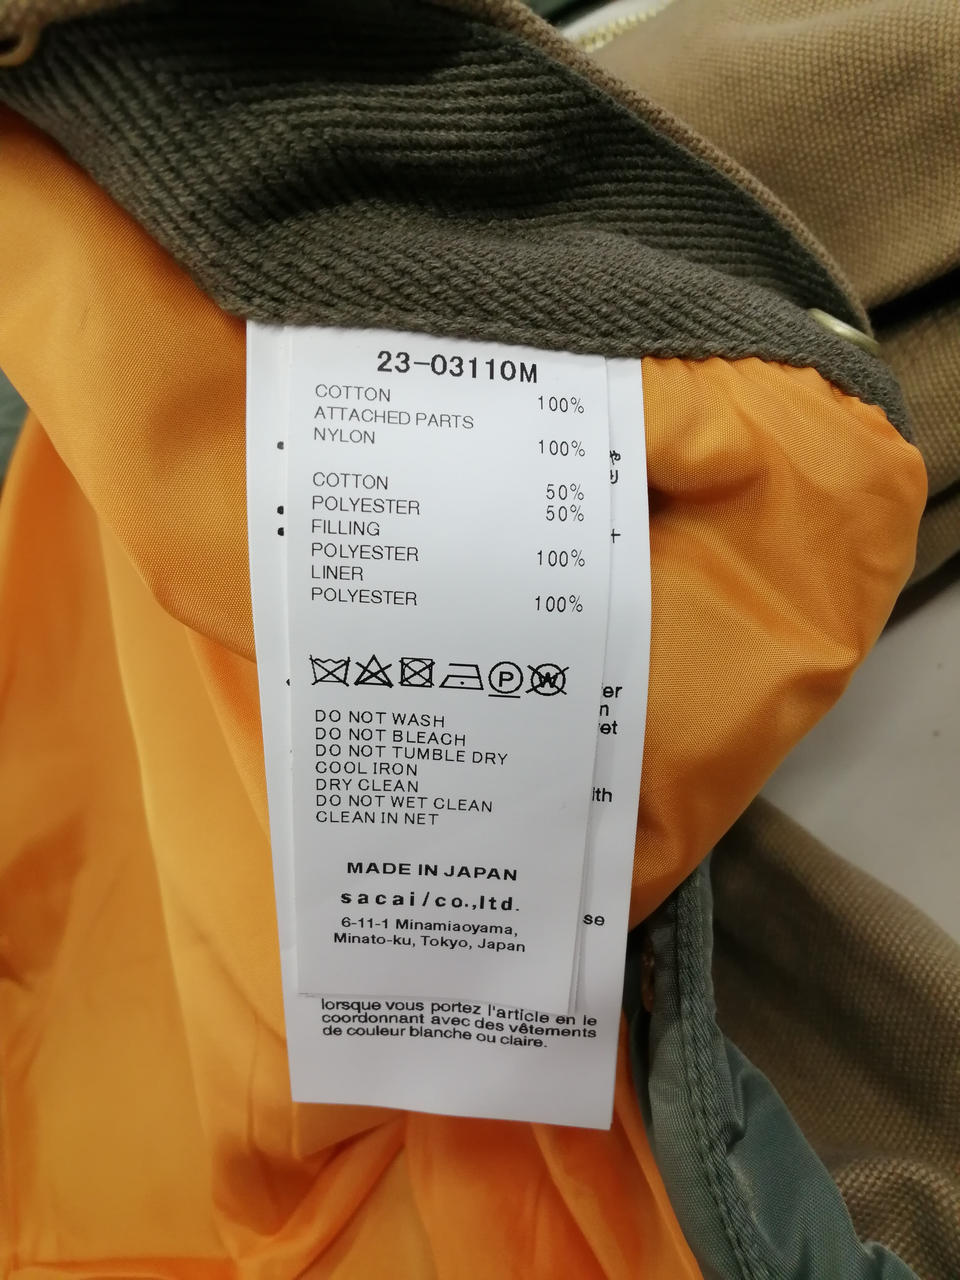 23-03110M
COTTON 100%
ATTACHED PARTS
NYLON 100%
COTTON 50%
POLYESTER 50%
FILLING
POLYESTER 100%
LINER
POLYESTER 100%
P W
DO NOT WASH
DO NOT BLEACH
DO NOT TUMBLE DRY
COOL IRON
DRY CLEAN
DO NOT WET CLEAN
CLEAN IN NET
MADE IN JAPAN
sacai/co.,ltd.
6-11-1 Minamiaoyama,
Minato-ku, Tokyo, Japan
lorsque vous portez l'article en le
coordonnant avec des vêtements
de couleur blanche ou claire.